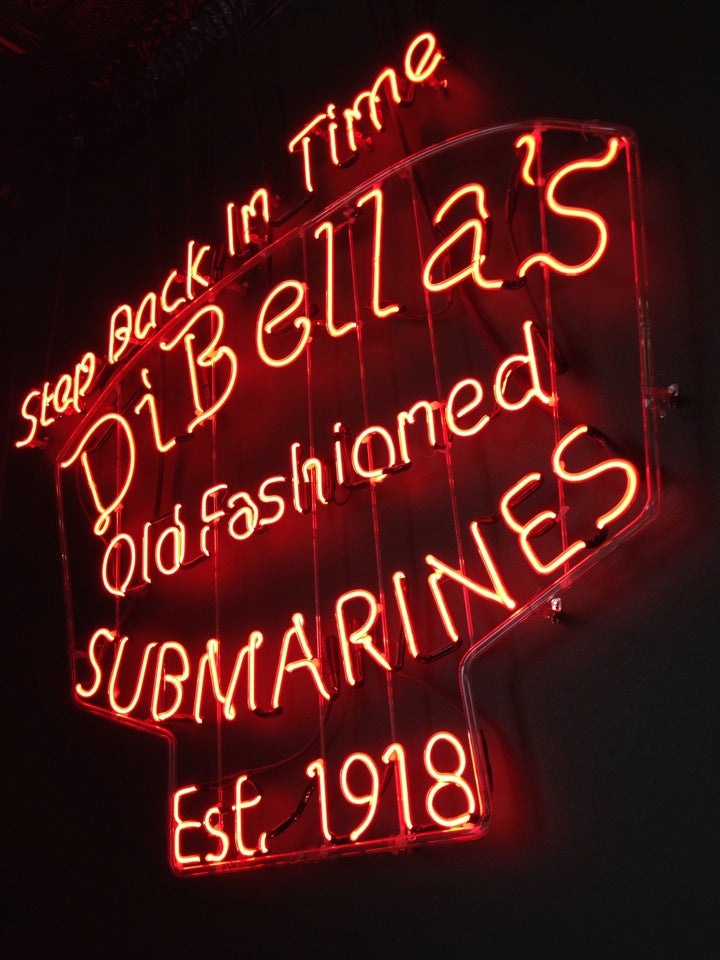 Step Back In Time
DiBella's
Old Fashioned
SUBMARINES
Est. 1918